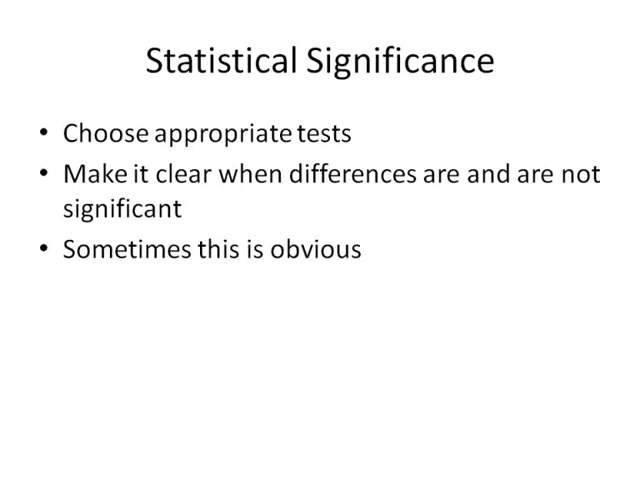 Statistical Significance
• Choose appropriate tests
• Make it clear when differences are and are not
significant
• Sometimes this is obvious